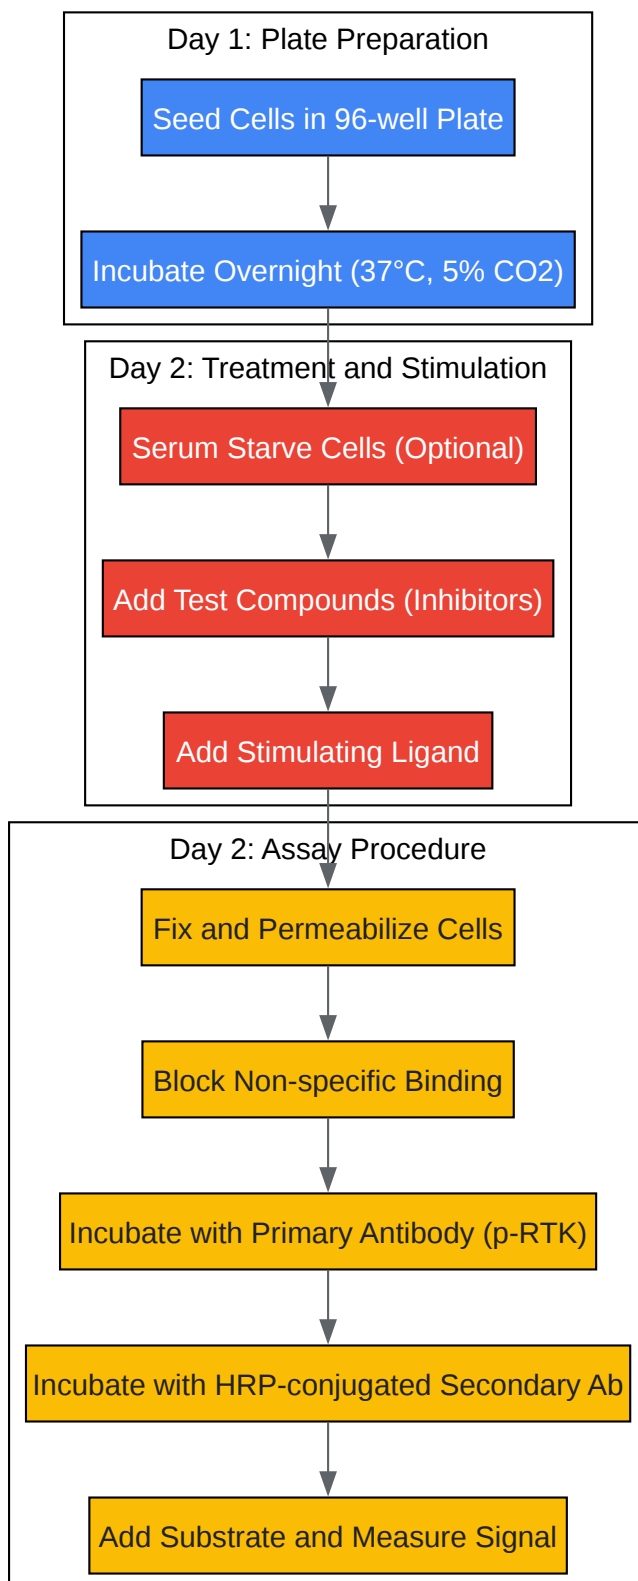 Day 1: Plate Preparation
Seed Cells in 96-well Plate
Incubate Overnight (37°C, 5% CO2)
Day 2: Treatment and Stimulation
Serum Starve Cells (Optional)
Add Test Compounds (Inhibitors)
Add Stimulating Ligand
Day 2: Assay Procedure
Fix and Permeabilize Cells
Block Non-specific Binding
Incubate with Primary Antibody (p-RTK)
Incubate with HRP-conjugated Secondary Ab
Add Substrate and Measure Signal